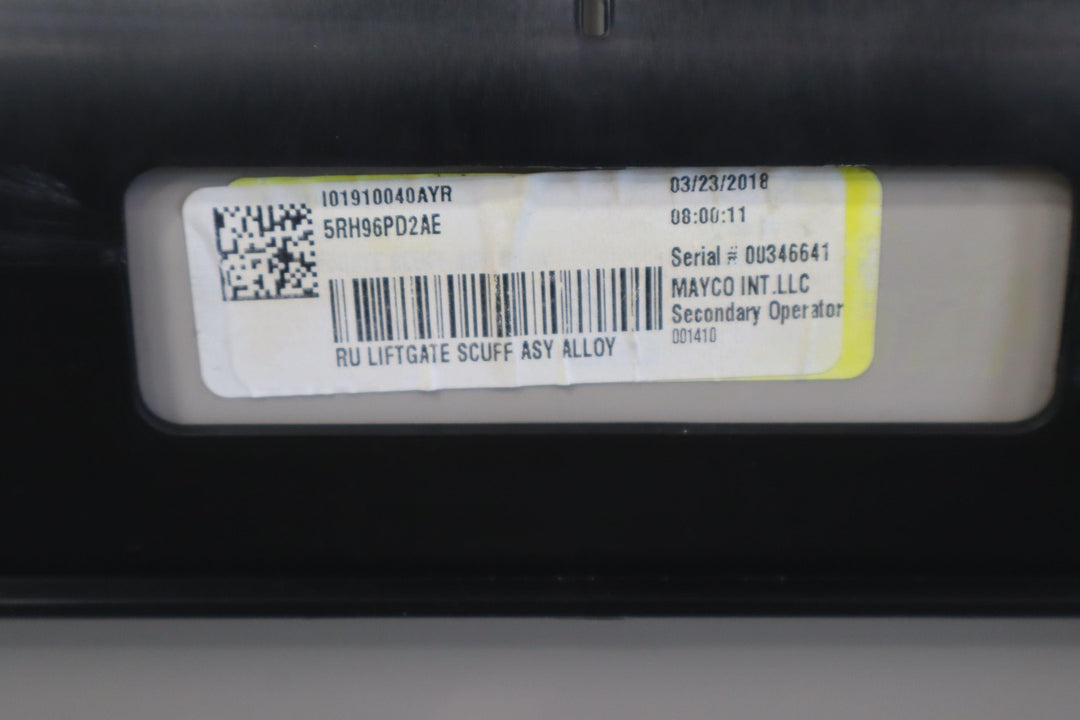 I01910040AYR
5RH96PD2AE
RU LIFTGATE SCUFF ASY ALLOY
03/23/2018
08:00:11
Serial # 00346641
MAYCO INT.LLC
Secondary Operator
001410